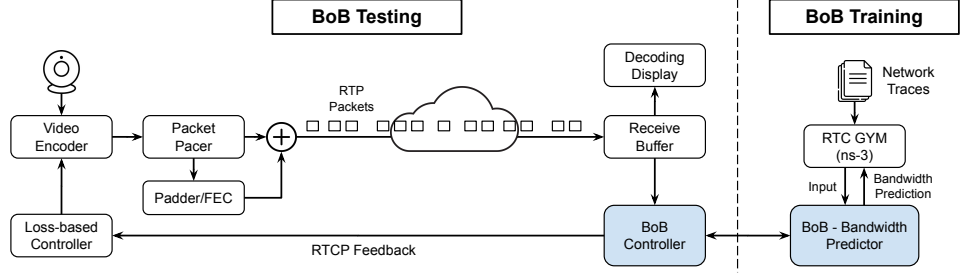 BoB Testing
BoB Training
Decoding
Display
RTP
Packets
Network
Traces
Video
Encoder
Packet
Pacer
Receive
Buffer
RTC GYM
(ns-3)
Padder/FEC
Input
Bandwidth
Prediction
Loss-based
Controller
RTCP Feedback
BoB
Controller
BoB - Bandwidth
Predictor